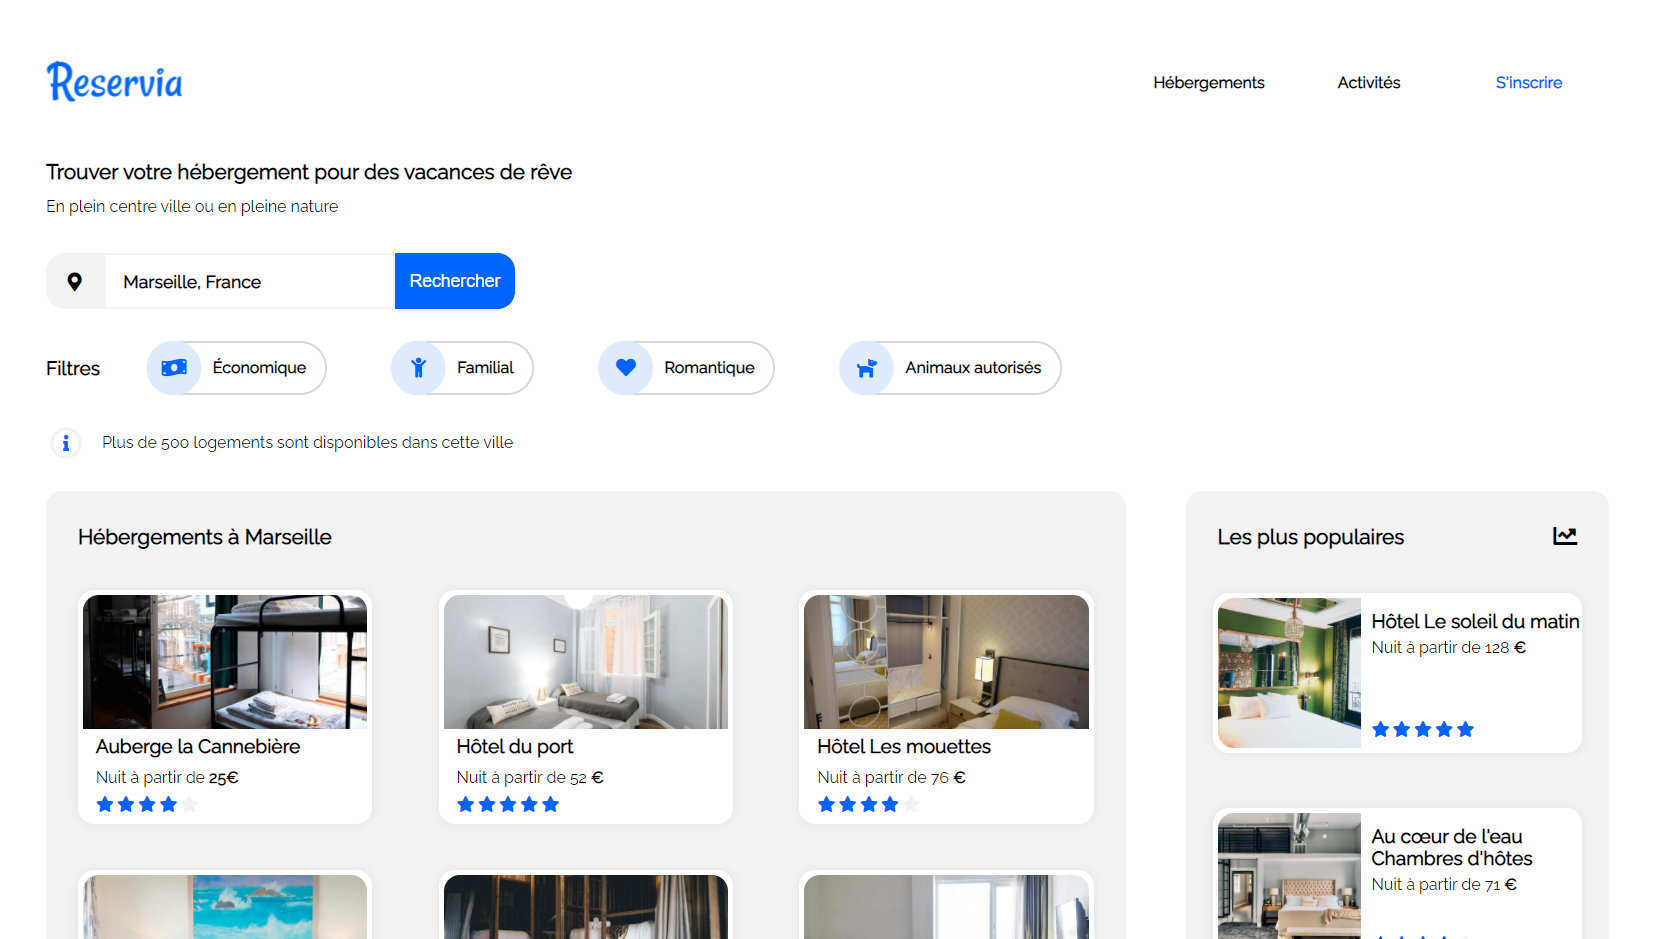 Reservia
Hébergements
Activités
S'inscrire
Trouver votre hébergement pour des vacances de rêve
En plein centre ville ou en pleine nature
Marseille, France
Rechercher
Filtres
Économique
Familial
Romantique
Animaux autorisés
Plus de 500 logements sont disponibles dans cette ville
Hébergements à Marseille
Auberge la Cannebière
Nuit à partir de 25€
Hôtel du port
Nuit à partir de 52 €
Hôtel Les mouettes
Nuit à partir de 76 €
Les plus populaires
Hôtel Le soleil du matin
Nuit à partir de 128 €
Au cœur de l'eau
Chambres d'hôtes
Nuit à partir de 71 €